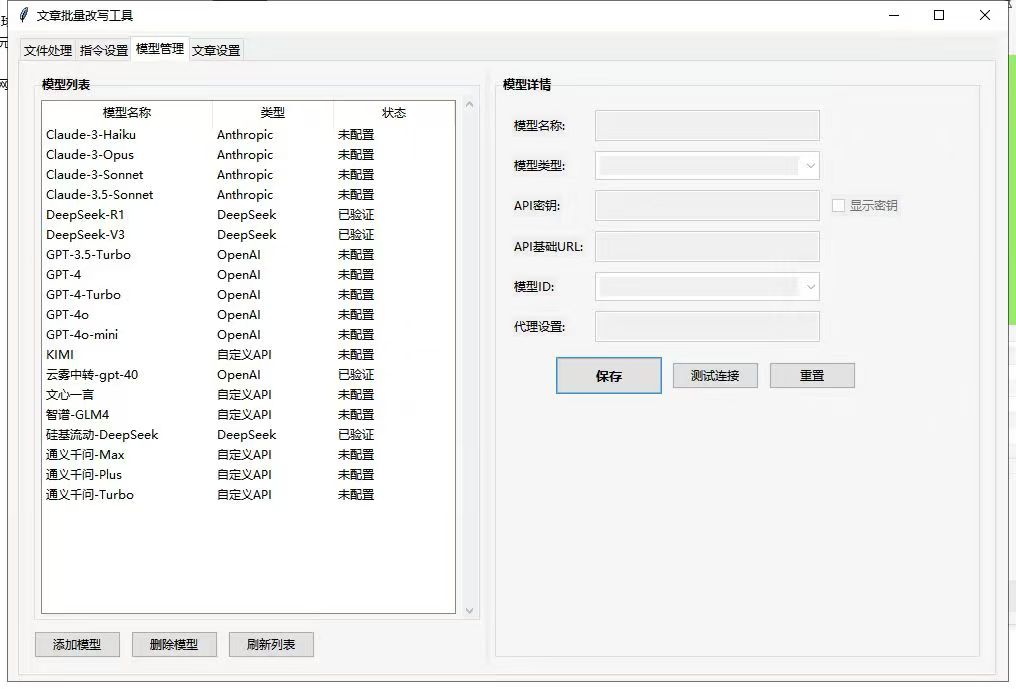 文章批量改写工具
文件处理 指令设置 模型管理 文章设置
模型列表
模型名称 类型 状态
Claude-3-Haiku Anthropic 未配置
Claude-3-Opus Anthropic 未配置
Claude-3-Sonnet Anthropic 未配置
Claude-3.5-Sonnet Anthropic 未配置
DeepSeek-R1 DeepSeek 已验证
DeepSeek-V3 DeepSeek 已验证
GPT-3.5-Turbo OpenAI 未配置
GPT-4 OpenAI 未配置
GPT-4-Turbo OpenAI 未配置
GPT-4o OpenAI 未配置
GPT-4o-mini OpenAI 未配置
KIMI 自定义API 未配置
云雾中转-gpt-40 OpenAI 已验证
文心一言 自定义API 未配置
智谱-GLM4 自定义API 未配置
硅基流动-DeepSeek DeepSeek 已验证
通义千问-Max 自定义API 未配置
通义千问-Plus 自定义API 未配置
通义千问-Turbo 自定义API 未配置
添加模型 删除模型 刷新列表
模型详情
模型名称:
模型类型:
API密钥: 显示密钥
API基础URL:
模型ID:
代理设置:
保存 测试连接 重置